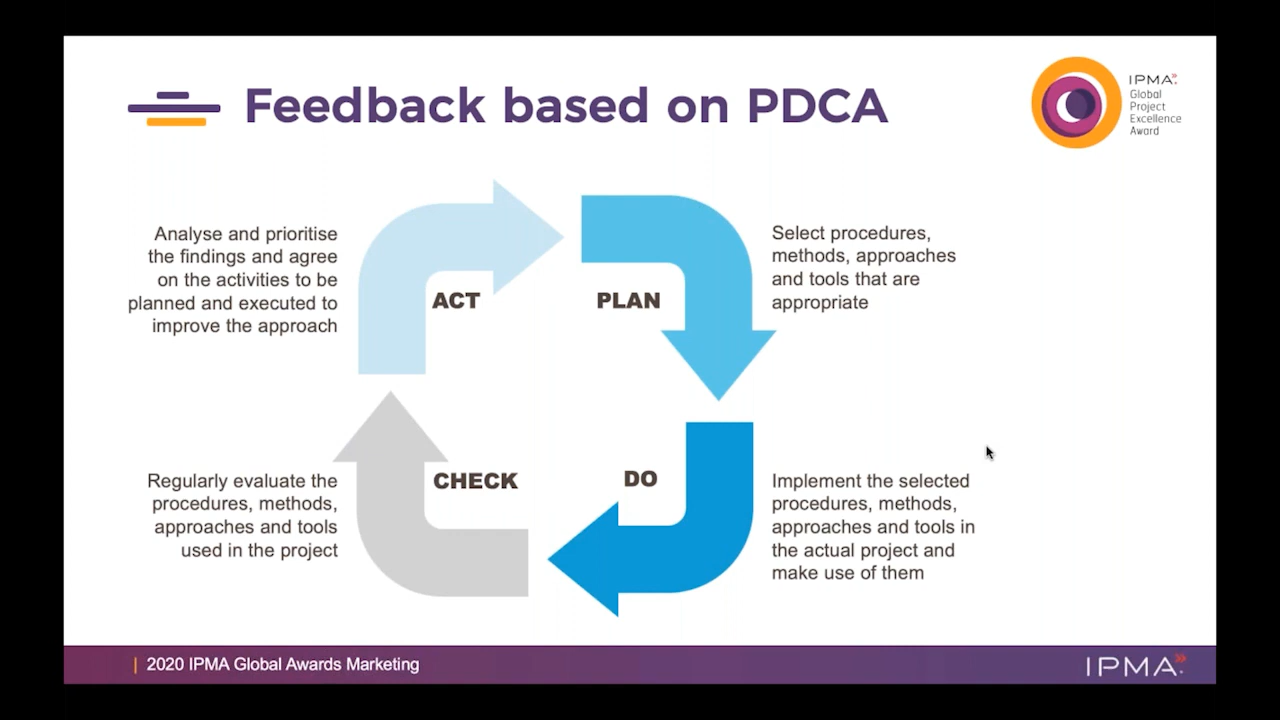 Feedback based on PDCA
IPMA
Global
Project
Excellence
Award
Analyse and prioritise
the findings and agree
on the activities to be
planned and executed to
improve the approach
ACT
PLAN
Select procedures,
methods, approaches
and tools that are
appropriate
Regularly evaluate the
procedures, methods,
approaches and tools
used in the project
CHECK
DO
Implement the selected
procedures, methods,
approaches and tools in
the actual project and
make use of them
| 2020 IPMA Global Awards Marketing
IPMA